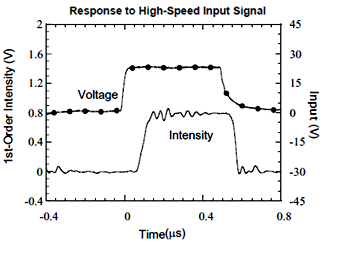 Response to High-Speed Input Signal
2 45
1.6 30
1.2 15
Voltage
0.8 0
Intensity
0.4 -15
0 -30
-0.4 -45
1st-Order Intensity (V)
Input (V)
-0.4 0 0.4 0.8
Time(μs)